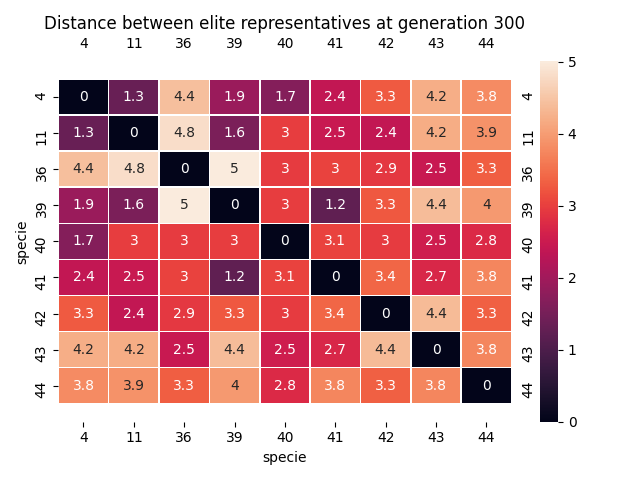 Distance between elite representatives at generation 300
4 11 36 39 40 41 42 43 44
4 0 1.3 4.4 1.9 1.7 2.4 3.3 4.2 3.8 4
11 1.3 0 4.8 1.6 3 2.5 2.4 4.2 3.9 11
36 4.4 4.8 0 5 3 3 2.9 2.5 3.3 36
39 1.9 1.6 5 0 3 1.2 3.3 4.4 4 39
40 1.7 3 3 3 0 3.1 3 2.5 2.8 40
41 2.4 2.5 3 1.2 3.1 0 3.4 2.7 3.8 41
42 3.3 2.4 2.9 3.3 3 3.4 0 4.4 3.3 42
43 4.2 4.2 2.5 4.4 2.5 2.7 4.4 0 3.8 43
44 3.8 3.9 3.3 4 2.8 3.8 3.3 3.8 0 44
4 11 36 39 40 41 42 43 44
specie
specie
5
4
3
2
1
0